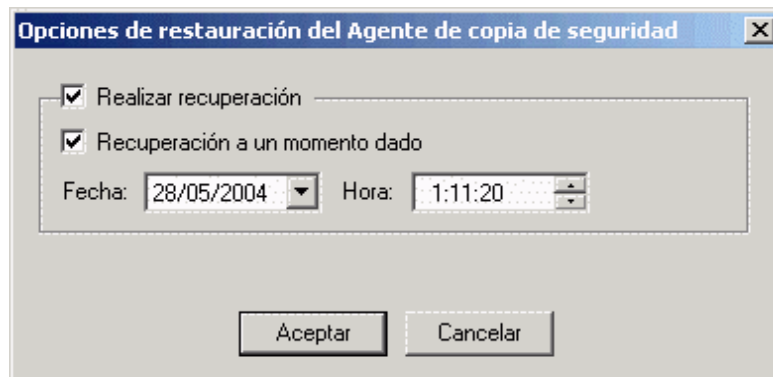 Opciones de restauración del Agente de copia de seguridad
Realizar recuperación
Recuperación a un momento dado
Fecha: 28/05/2004 Hora: 1:11:20
Aceptar Cancelar